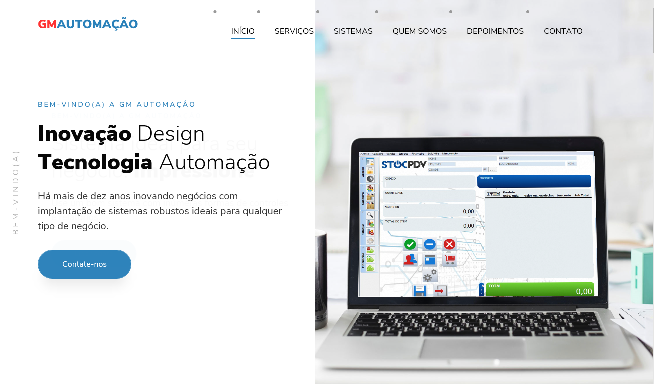 GMAUTOMAÇÃO
INÍCIO SERVIÇOS SISTEMAS QUEM SOMOS DEPOIMENTOS CONTATO
BEM-VINDO(A) A GM AUTOMAÇÃO
Inovação Design
Tecnologia Automação
Há mais de dez anos inovando negócios com
implantação de sistemas robustos ideais para qualquer
tipo de negócio.
Contate-nos
BEM-VINDO(A)
STOCPDV
0,00
0,00
0,00